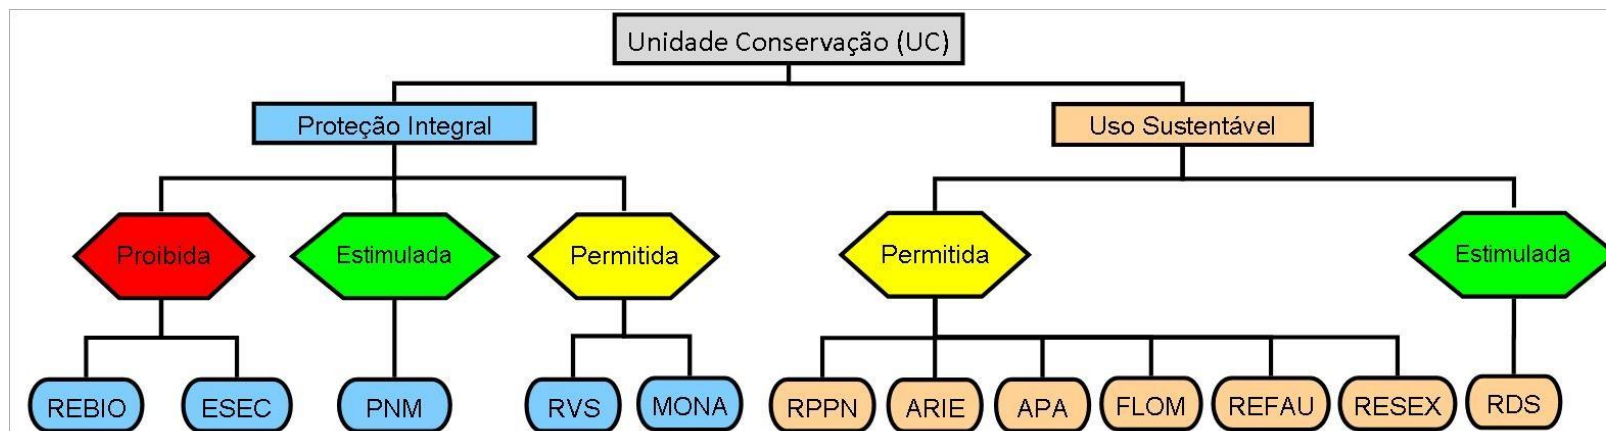 Unidade Conservação (UC)
Proteção Integral
Uso Sustentável
Proibida
Estimulada
Permitida
Permitida
Estimulada
REBIO
ESEC
PNM
RVS
MONA
RPPN
ARIE
APA
FLOM
REFAU
RESEX
RDS